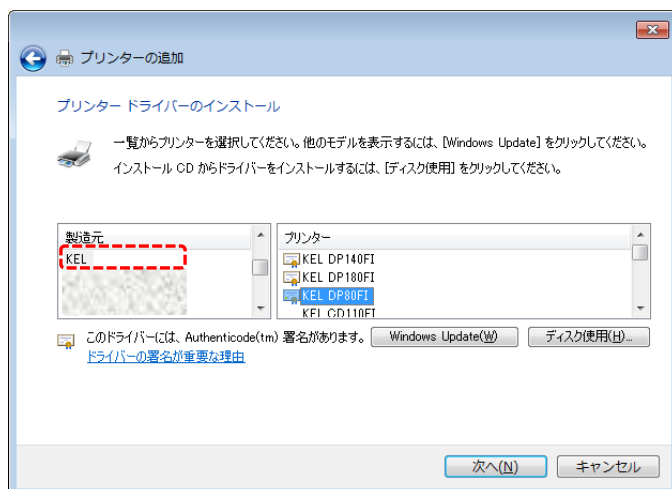 プリンターの追加
プリンター ドライバーのインストール
一覧からプリンターを選択してください。他のモデルを表示するには、[Windows Update] をクリックしてください。
インストール CD からドライバーをインストールするには、[ディスク使用] をクリックしてください。
製造元
KEL
プリンター
KEL DP140FI
KEL DP180FI
KEL DP80FI
KEL CD110FI
このドライバーには、Authenticode(tm) 署名があります。
Windows Update(W)
ディスク使用(H)...
ドライバーの署名が重要な理由
次へ(N)
キャンセル